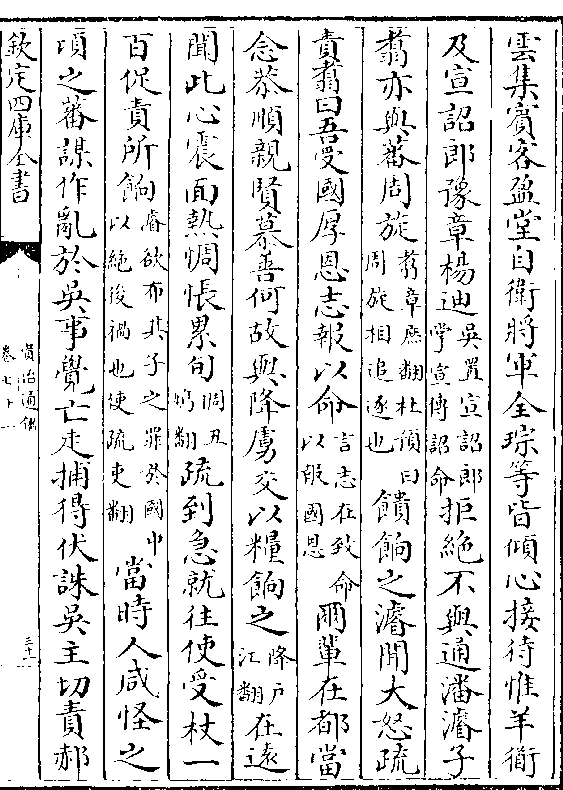 雲集賓客盈堂自衞將軍全琮等皆傾心接待惟羊衜
及宣詔郎豫章楊迪吳置宣詔郎掌宣傳詔命拒絶不與通潘濬子
翥亦與蕃周旋翥章庶翻杜預曰周旋相追逐也饋餉之濬聞大怒疏
責翥曰吾受國厚恩志報以命言志在致命以報國恩爾輩在都當
念恭順親賢慕善何故與降虜交以糧餉之降户江翻在逺
聞此心震面熱惆悵累旬惆丑鳩翻疏到急就往使受杖一
百促責所餉濬欲布其子之罪於國中以絶後禍也使疏吏翻當時人咸怪之
頃之蕃謀作亂於吳事覺亡走捕得伏誅吳主切責郝
欽定四庫全書
資治通鑑
卷七十一
三十一